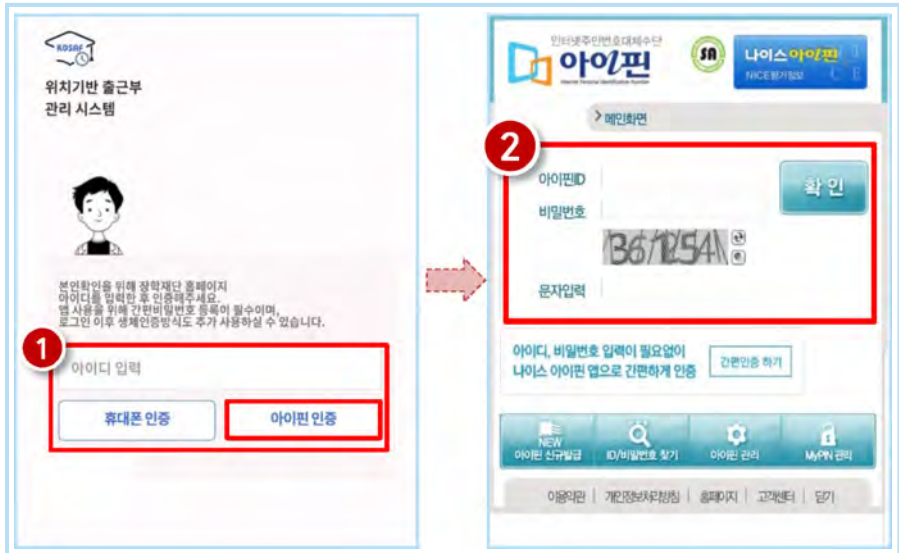 KOSAF
위치기반 출근부
관리 시스템
본인확인을 위해 장학재단 홈페이지
아이디를 입력한 후 인증해주세요.
앱 사용을 위해 간편비밀번호 등록이 필수이며,
로그인 이후 생체인증방식도 추가 사용하실 수 있습니다.
1
아이디 입력
휴대폰 인증
아이핀 인증
인터넷주민번호대체수단
아이핀
Internet Personal Identification Number
나이스아이핀
NICE평가정보
메인화면
2
아이핀ID
비밀번호
확인
문자입력
아이디, 비밀번호 입력이 필요없이
나이스 아이핀 앱으로 간편하게 인증
간편인증 하기
NEW
아이핀 신규발급
ID/비밀번호 찾기
아이핀 관리
MyPIN 관리
이용약관 | 개인정보처리방침 | 홈페이지 | 고객센터 | 닫기